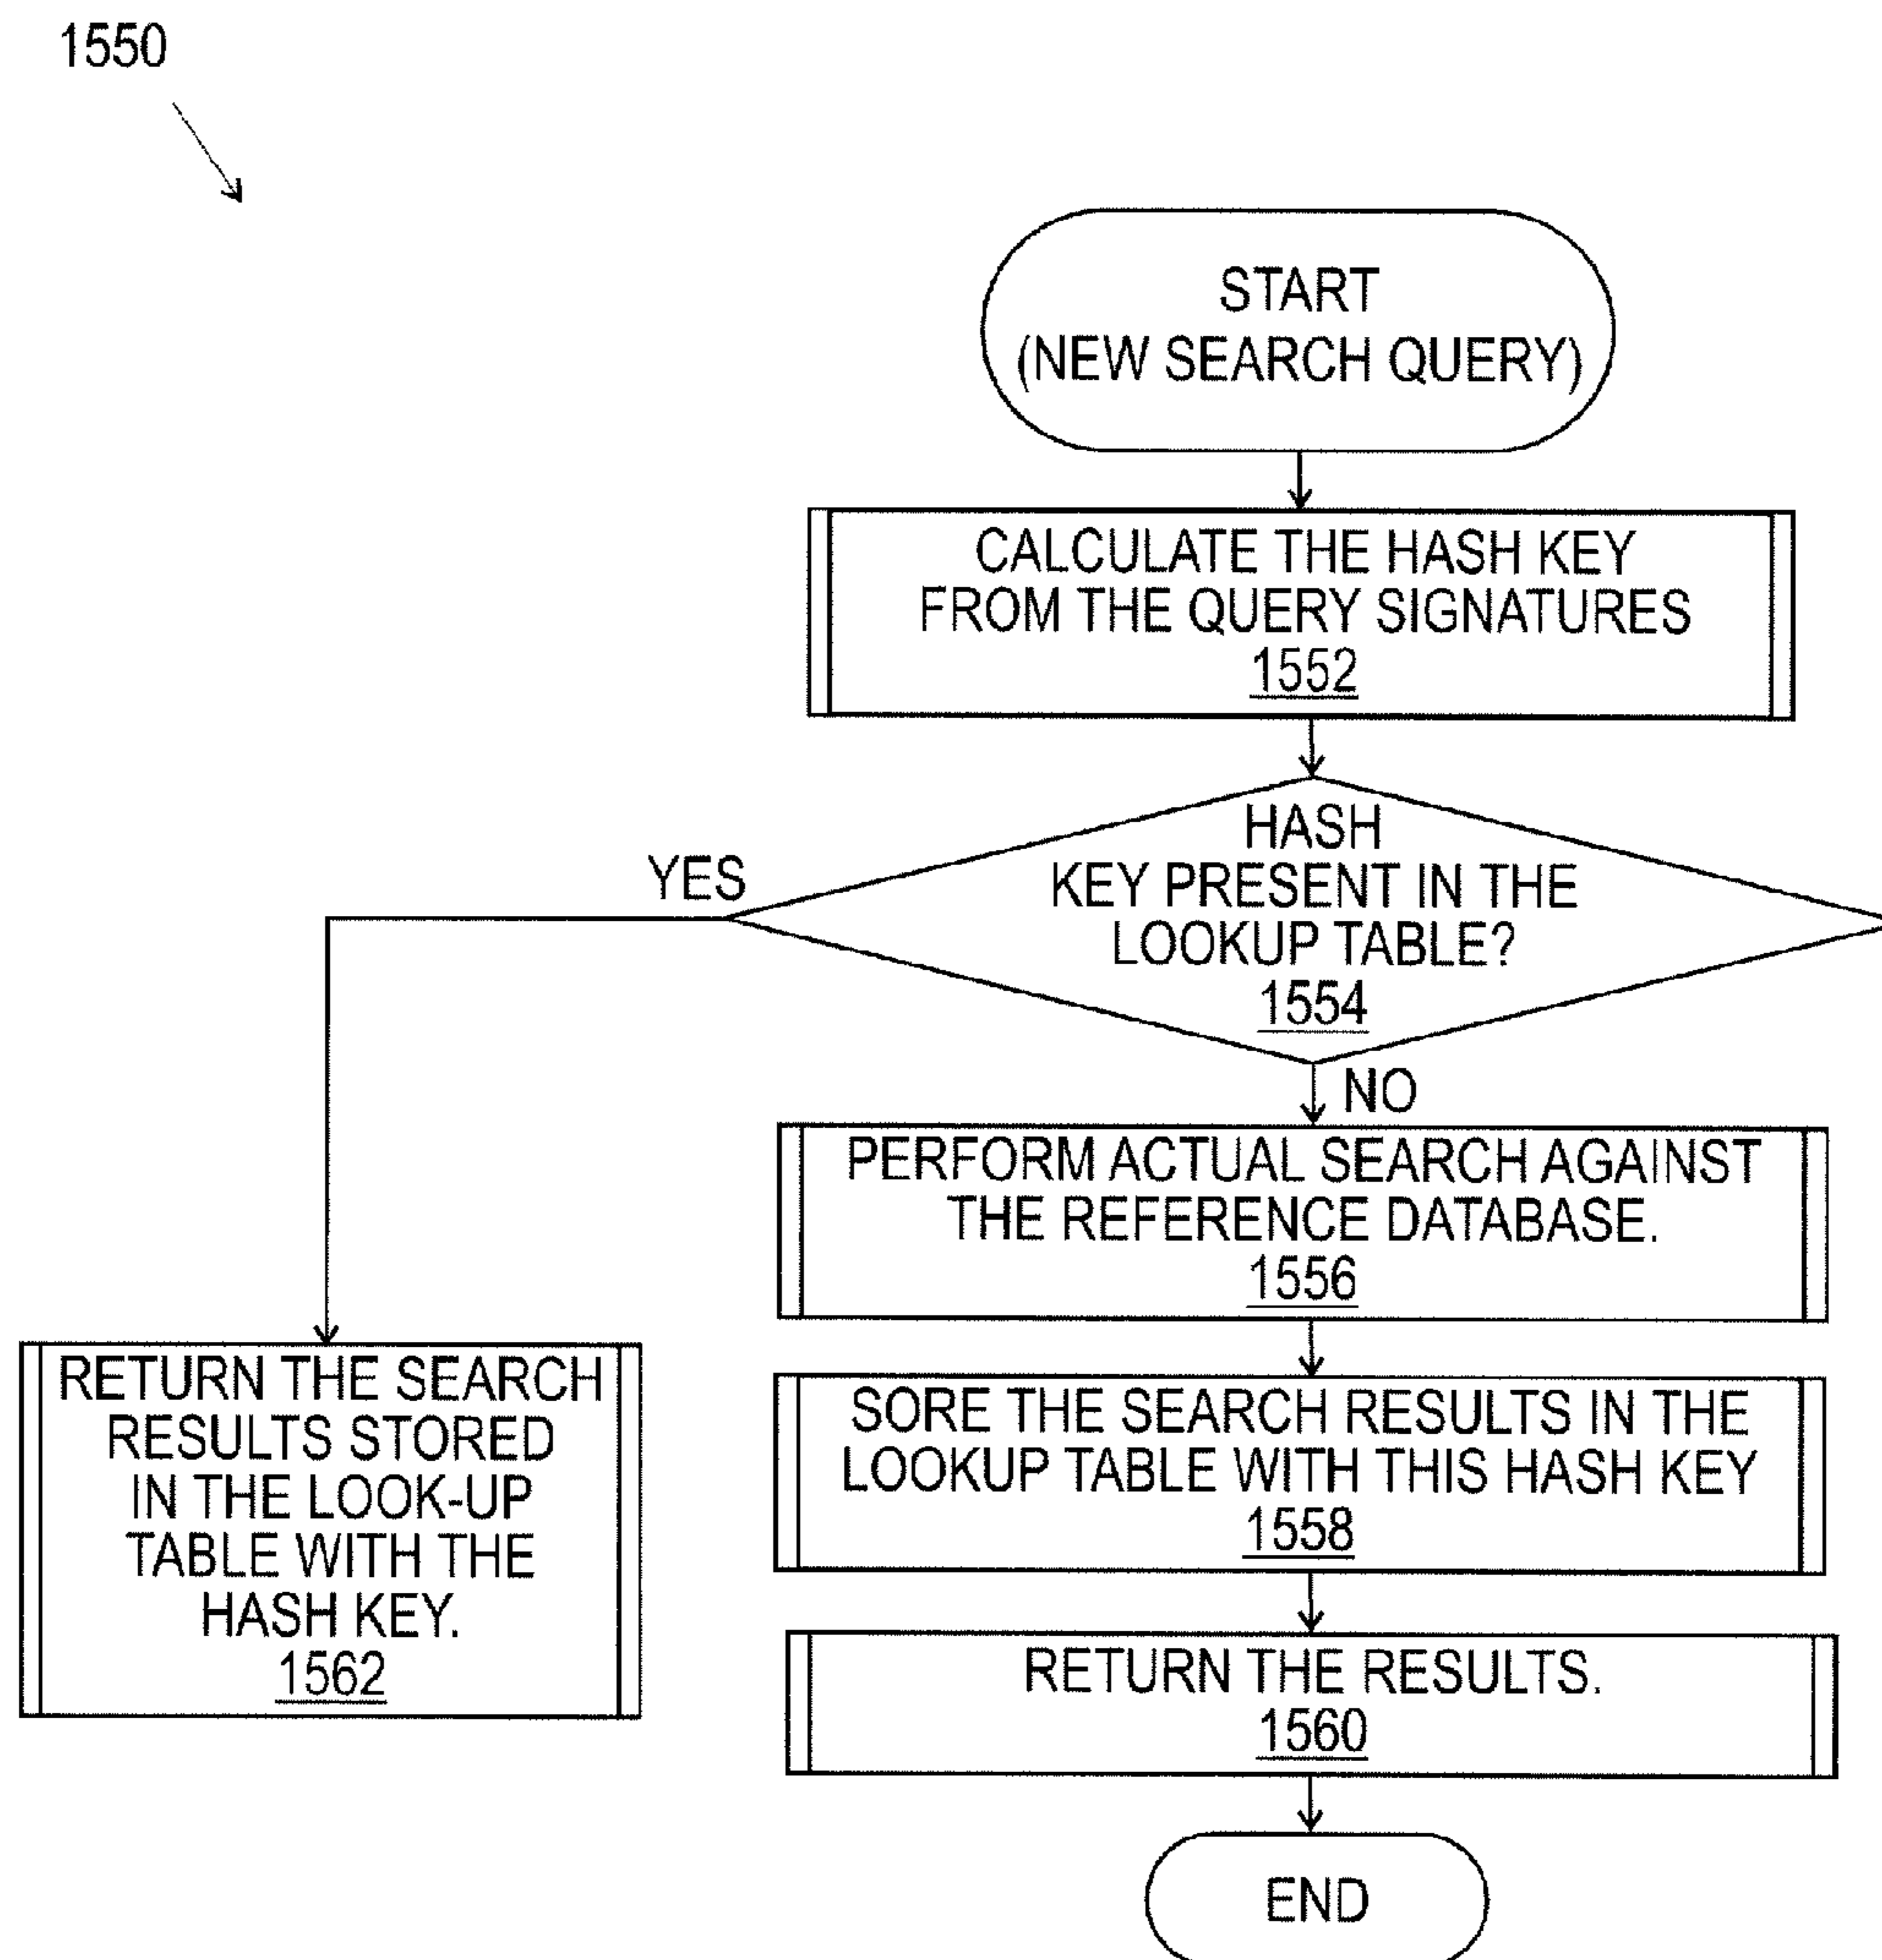 1550
START
(NEW SEARCH QUERY)
CALCULATE THE HASH KEY
FROM THE QUERY SIGNATURES
1552
HASH
KEY PRESENT IN THE
LOOKUP TABLE?
1554
YES
NO
PERFORM ACTUAL SEARCH AGAINST
THE REFERENCE DATABASE.
1556
RETURN THE SEARCH
RESULTS STORED
IN THE LOOK-UP
TABLE WITH THE
HASH KEY.
1562
SORE THE SEARCH RESULTS IN THE
LOOKUP TABLE WITH THIS HASH KEY
1558
RETURN THE RESULTS.
1560
END